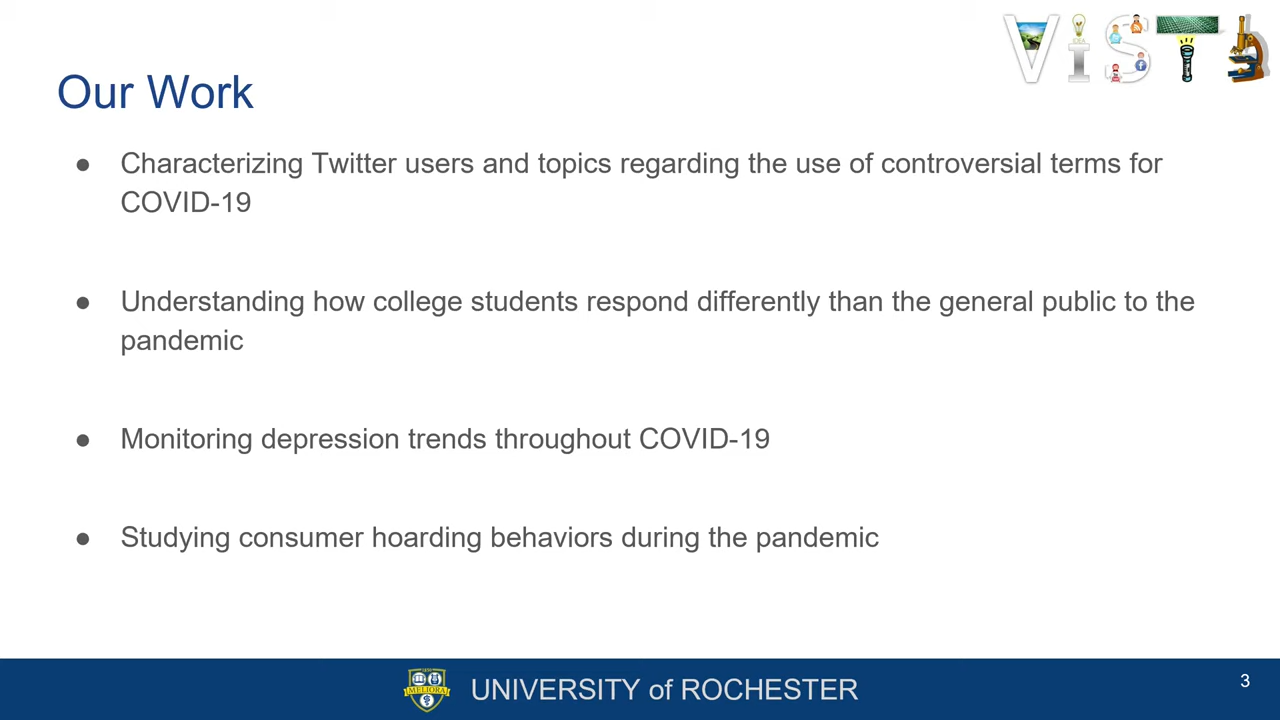 ViSTA
Our Work
● Characterizing Twitter users and topics regarding the use of controversial terms for
COVID-19
● Understanding how college students respond differently than the general public to the
pandemic
● Monitoring depression trends throughout COVID-19
● Studying consumer hoarding behaviors during the pandemic
MELIORA
UNIVERSITY of ROCHESTER
3